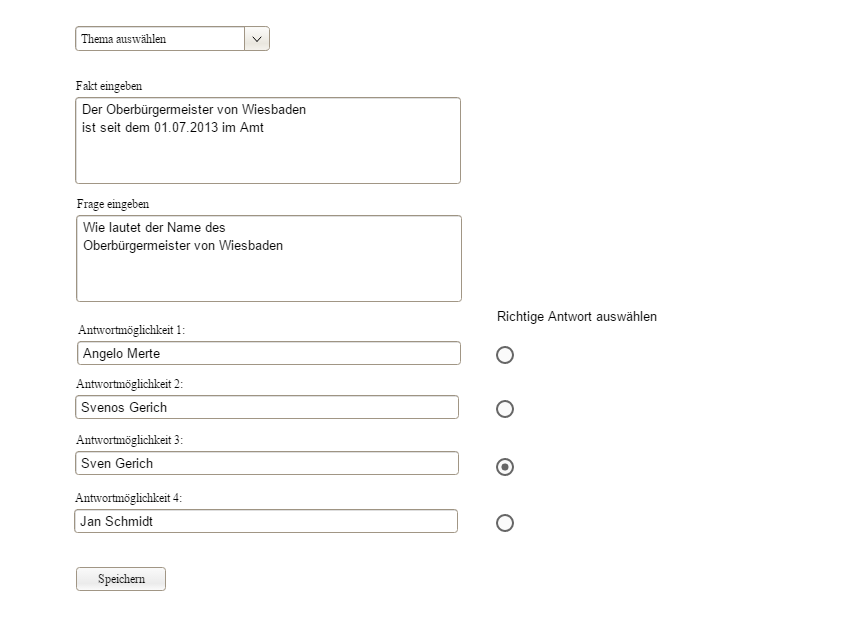 Thema auswählen
Fakt eingeben
Der Oberbürgermeister von Wiesbaden
ist seit dem 01.07.2013 im Amt
Frage eingeben
Wie lautet der Name des
Oberbürgermeister von Wiesbaden
Richtige Antwort auswählen
Antwortmöglichkeit 1:
Angelo Merte
Antwortmöglichkeit 2:
Svenos Gerich
Antwortmöglichkeit 3:
Sven Gerich
Antwortmöglichkeit 4:
Jan Schmidt
Speichern